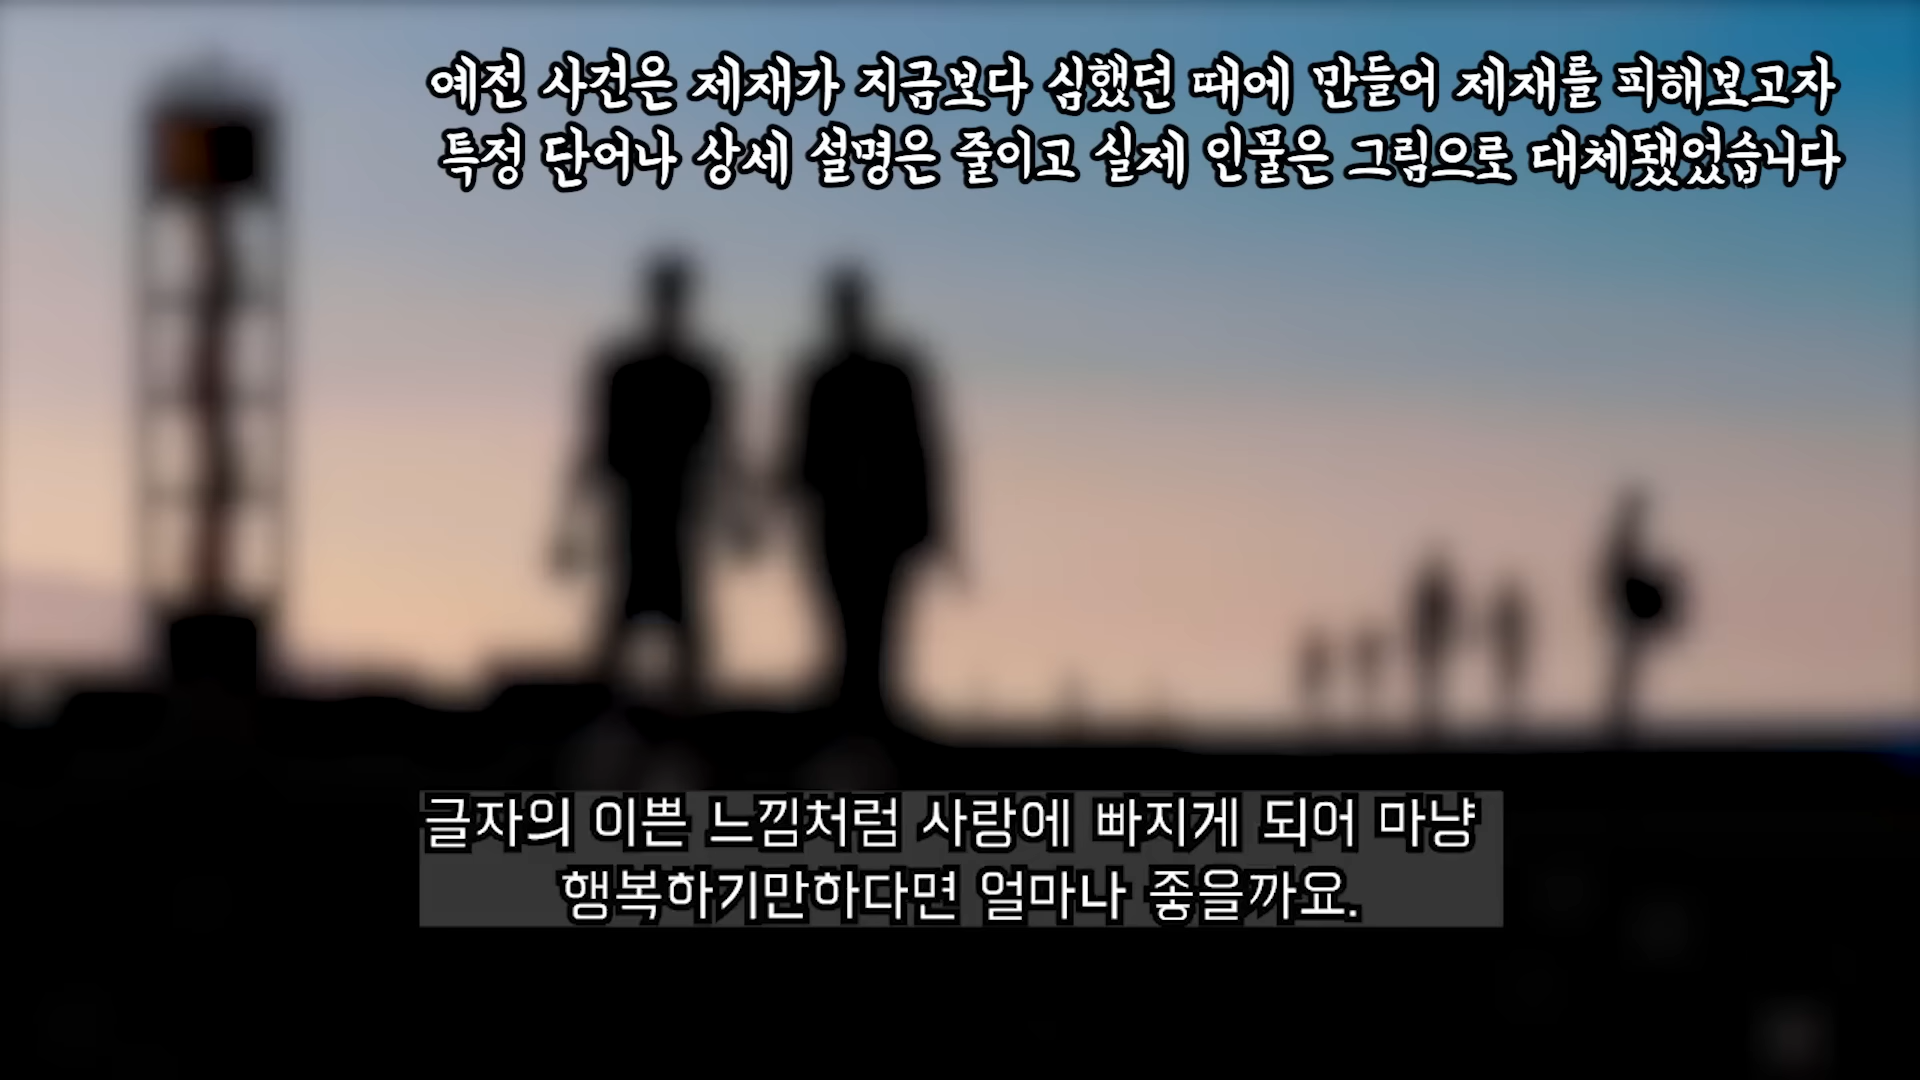 예전 사건은 제재가 지금보다 심했던 때에 만들어 제재를 피해보고자
특정 단어나 상세 설명은 줄이고 실제 인물은 그림으로 대체됐었습니다
글자의 이쁜 느낌처럼 사랑에 빠지게 되어 마냥
행복하기만하다면 얼마나 좋을까요.